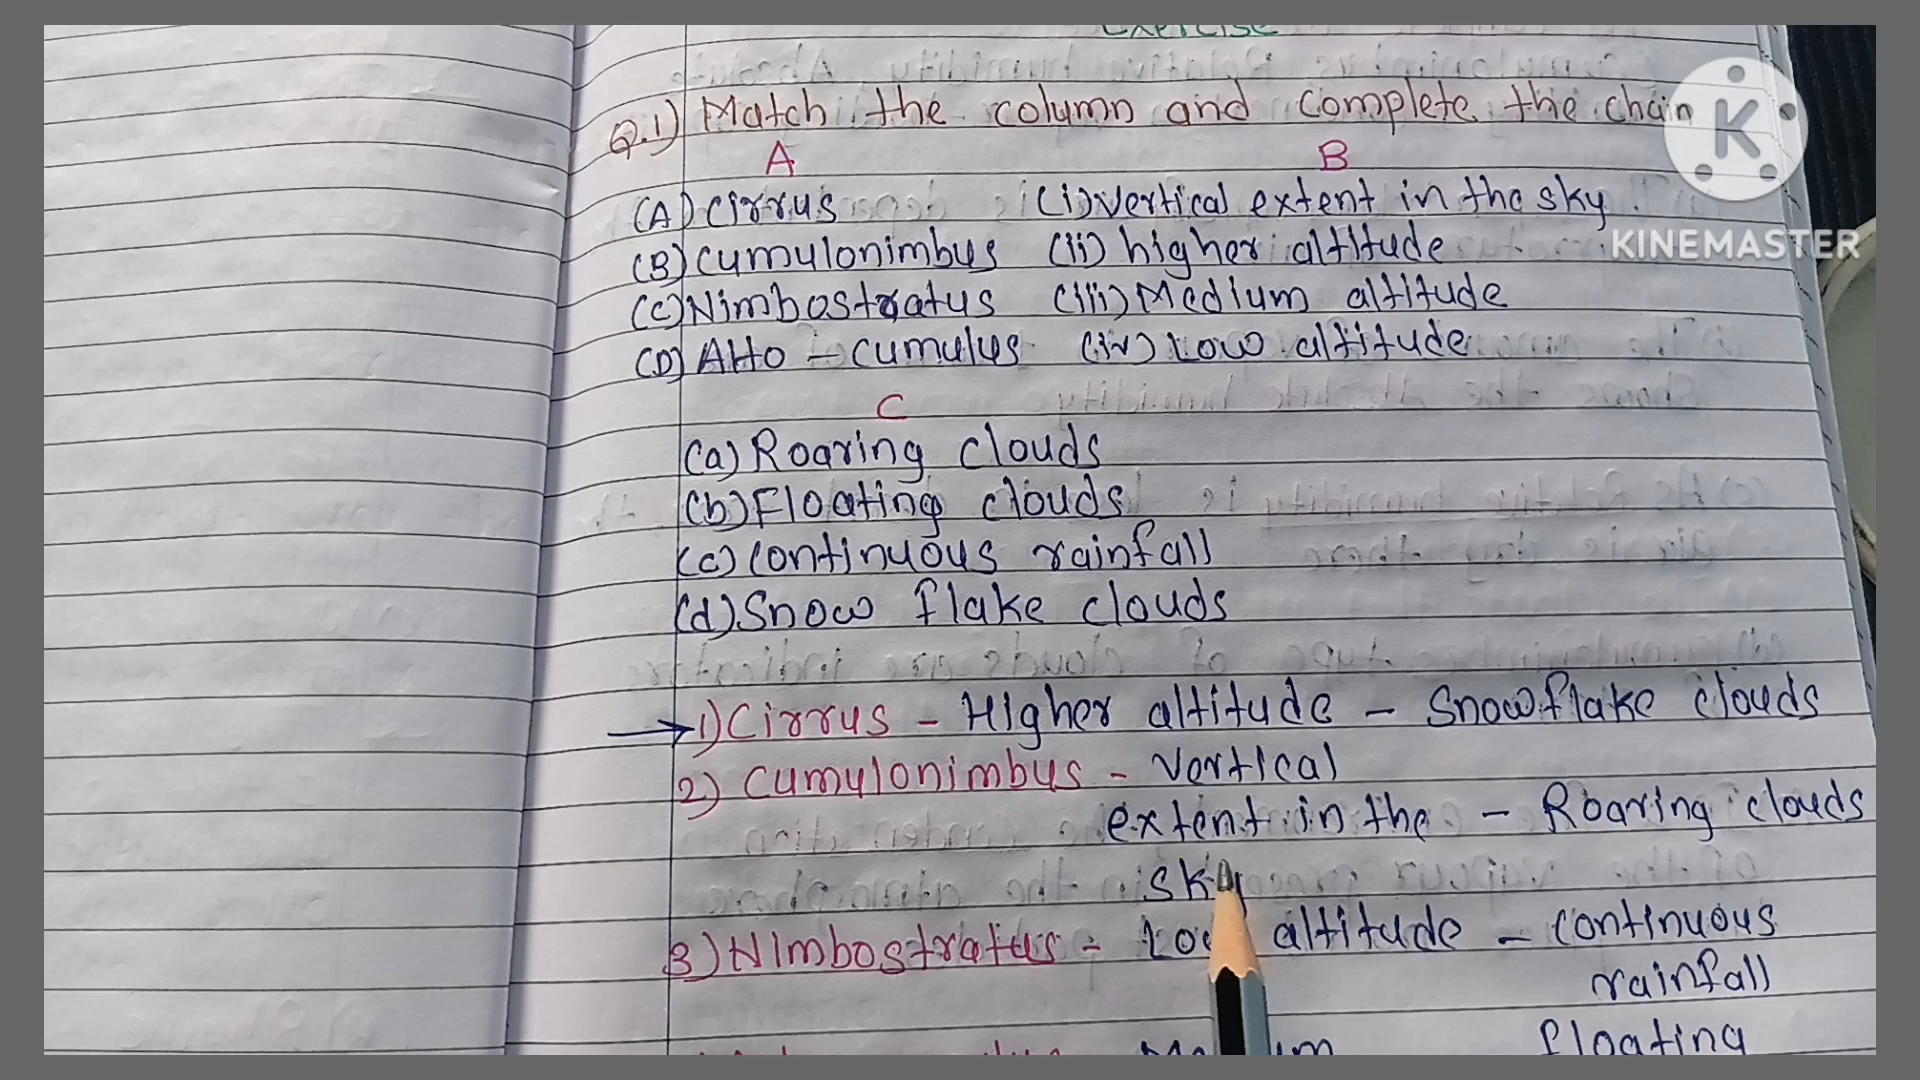 Exercise
Q.1) Match the column and complete the chain
A B
(A) Cirrus (i) Vertical extent in the sky
(B) Cumulonimbus (ii) higher altitude
(C) Nimbostratus (iii) Medium altitude
(D) Alto - cumulus (iv) Low altitude
C
(a) Roaring clouds
(b) Floating clouds
(c) Continuous rainfall
(d) Snow flake clouds
→ 1) Cirrus - Higher altitude - Snowflake clouds
2) Cumulonimbus - Vertical
extent in the - Roaring clouds
sky
3) Nimbostratus - Low altitude - Continuous
rainfall
floating
KINEMASTER